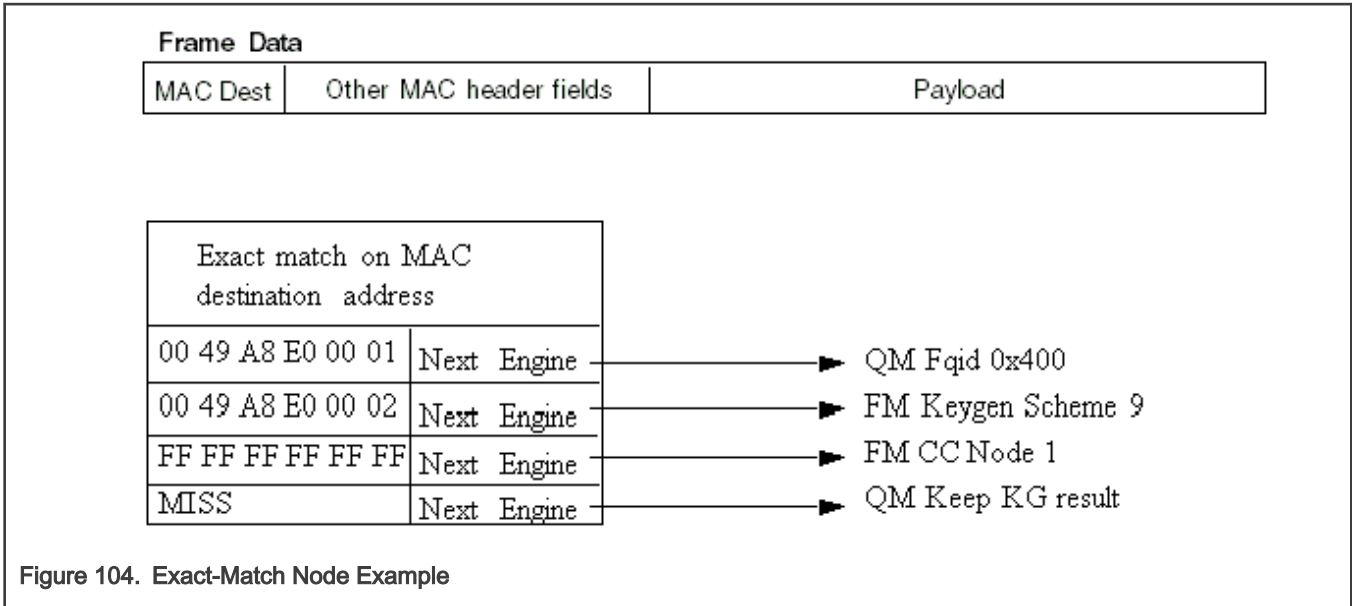 Frame Data
MAC Dest Other MAC header fields Payload
Exact match on MAC
destination address
00 49 A8 E0 00 01 Next Engine QM Fqid 0x400
00 49 A8 E0 00 02 Next Engine FM Keygen Scheme 9
FF FF FF FF FF FF Next Engine FM CC Node 1
MISS Next Engine QM Keep KG result
Figure 104. Exact-Match Node Example